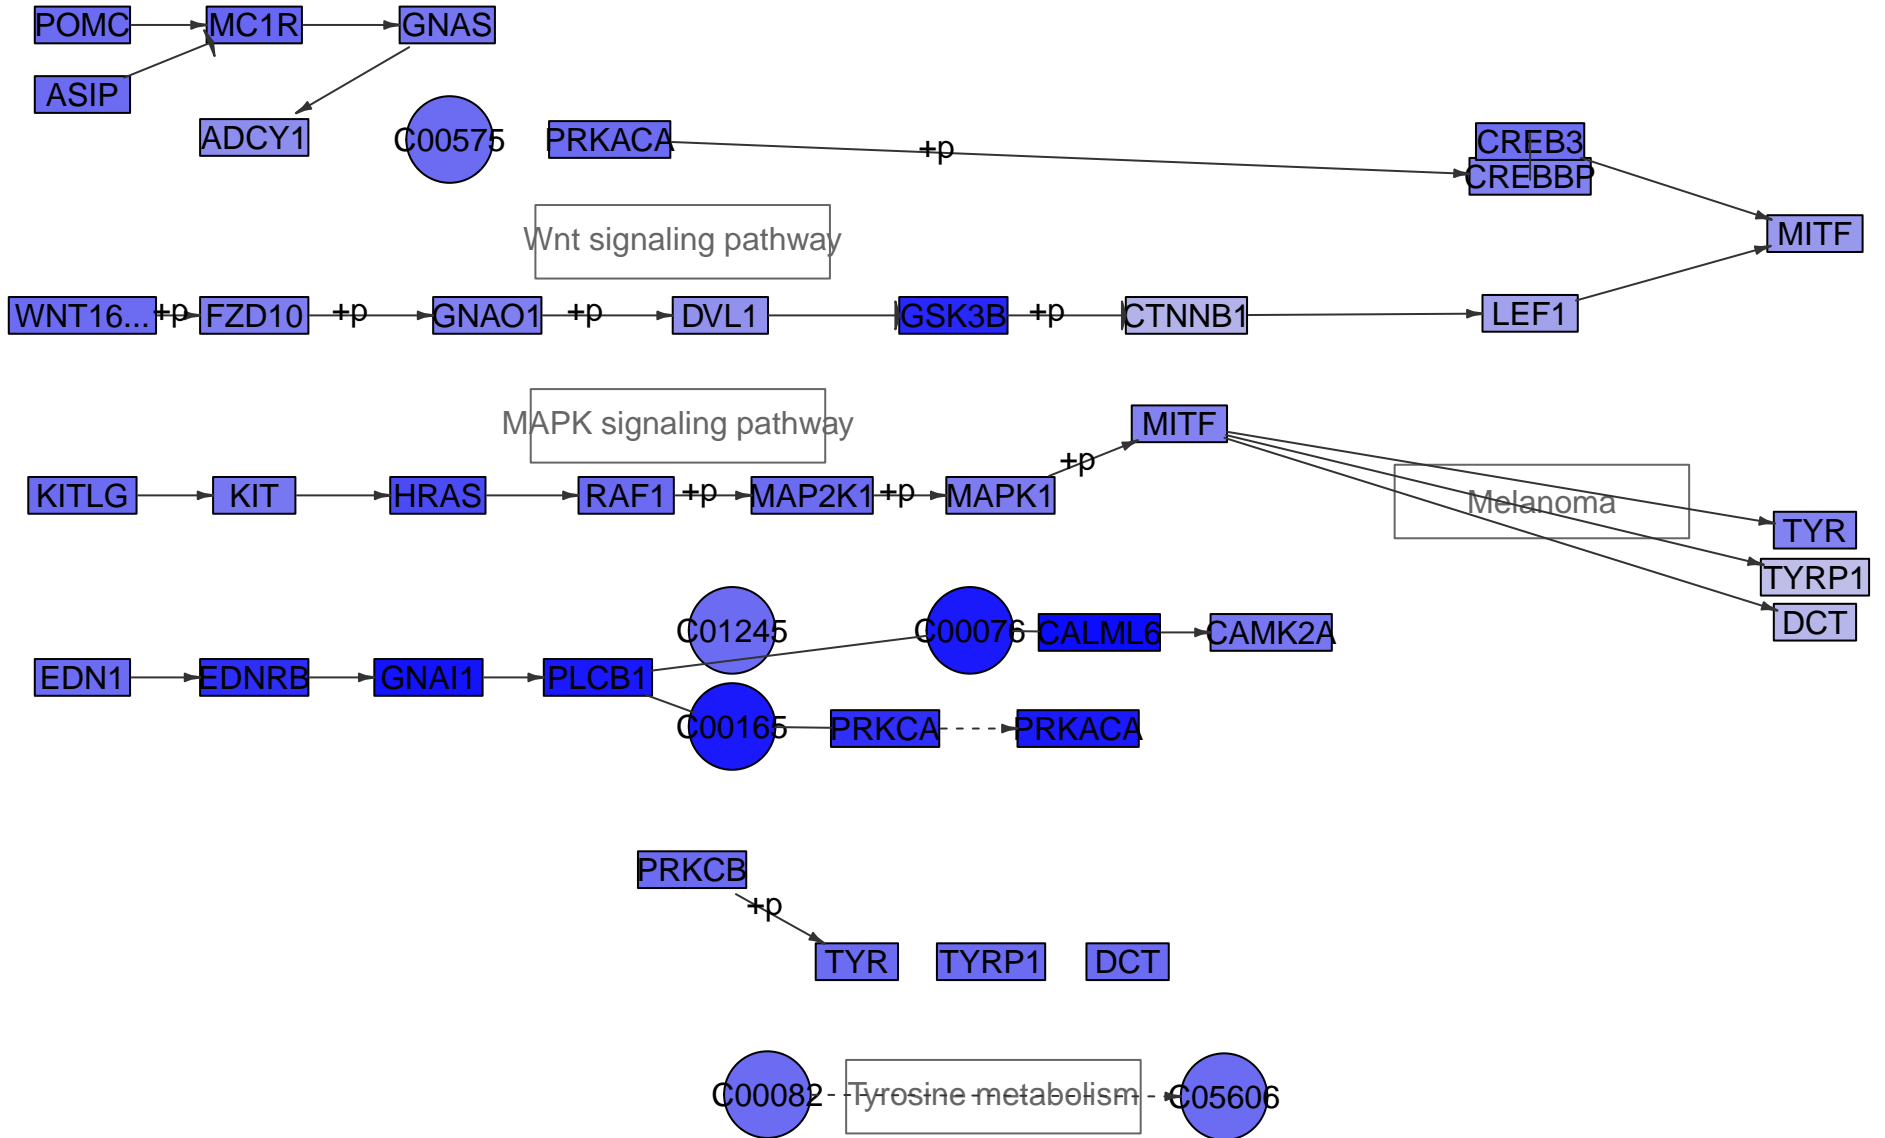 POMC
MC1R
GNAS
ASIP
ADCY1
C00575
PRKACA
+p
CREB3
CREBBP
MITF
Wnt signaling pathway
WNT16...
+p
FZD10
+p
GNAO1
+p
DVL1
GSK3B
+p
CTNNB1
LEF1
MAPK signaling pathway
MITF
+p
Melanoma
KITLG
KIT
HRAS
RAF1
+p
MAP2K1
+p
MAPK1
TYR
TYRP1
DCT
C01245
C00076
CALML6
CAMK2A
EDN1
EDNRB
GNAI1
PLCB1
C00165
PRKCA
PRKACA
PRKCB
+p
TYR
TYRP1
DCT
C00082
Tyrosine metabolism
C05606